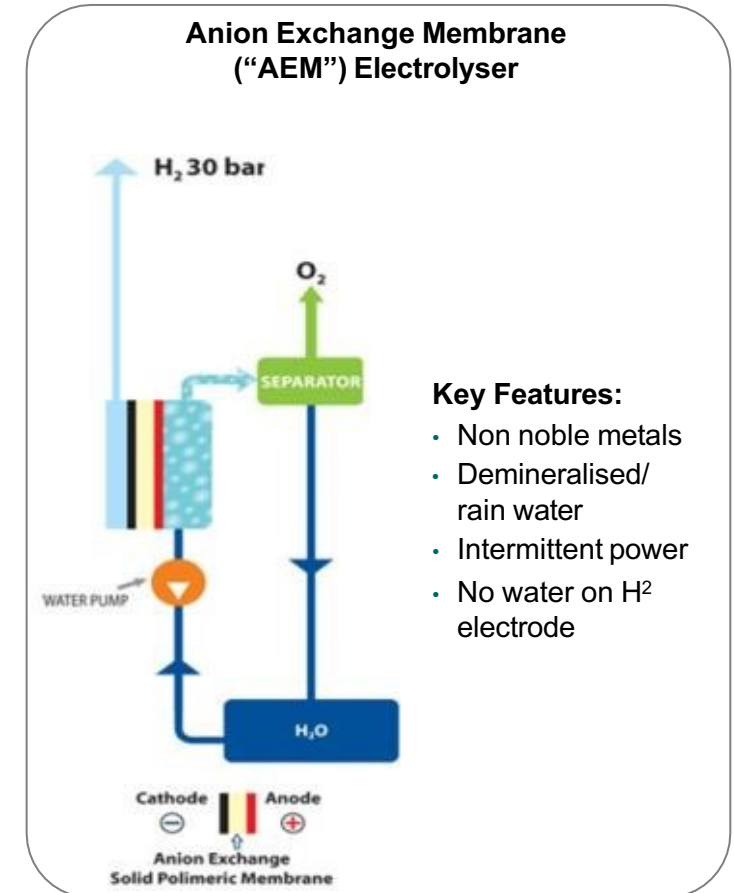 Anion Exchange Membrane
(“AEM”) Electrolyser
H₂ 30 bar
O₂
SEPARATOR
Key Features:
• Non noble metals
• Demineralised/
rain water
• Intermittent power
• No water on H²
electrode
WATER PUMP
H₂O
Cathode Anode
− +
Anion Exchange
Solid Polimeric Membrane